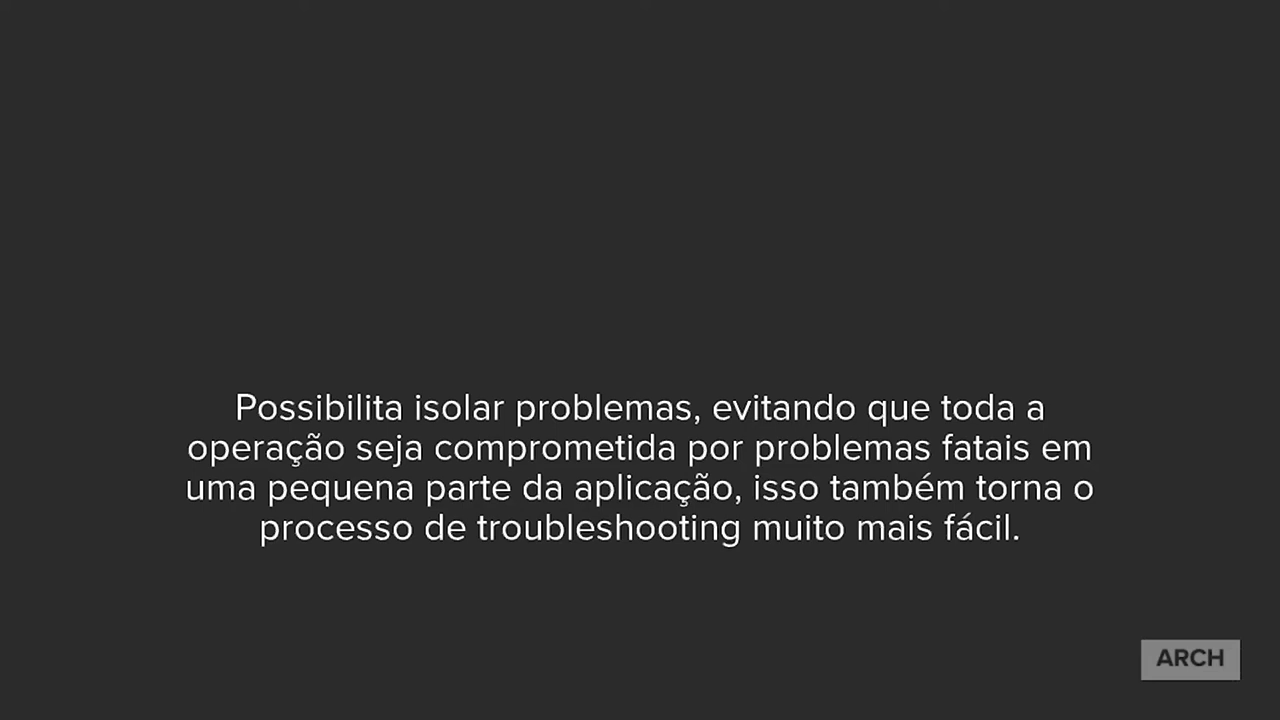 Possibilita isolar problemas, evitando que toda a
operação seja comprometida por problemas fatais em
uma pequena parte da aplicação, isso também torna o
processo de troubleshooting muito mais fácil.
ARCH